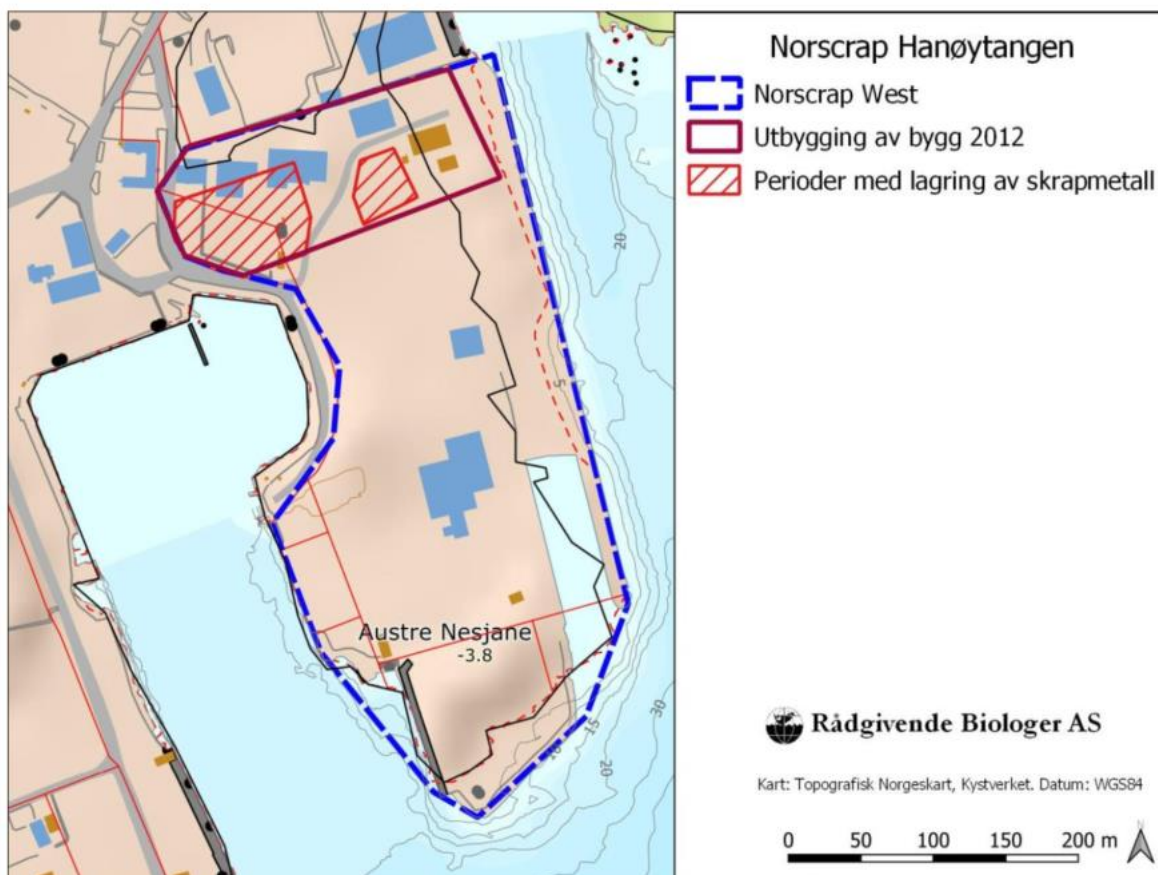 Norscrap Hanøytangen
Norscrap West
Utbygging av bygg 2012
Perioder med lagring av skrapmetall
20
5
Austre Nesjane
-3.8
10
15
20
30
Rådgivende Biologer AS
Kart: Topografisk Norgeskart, Kystverket. Datum: WGS84
0 50 100 150 200 m
N